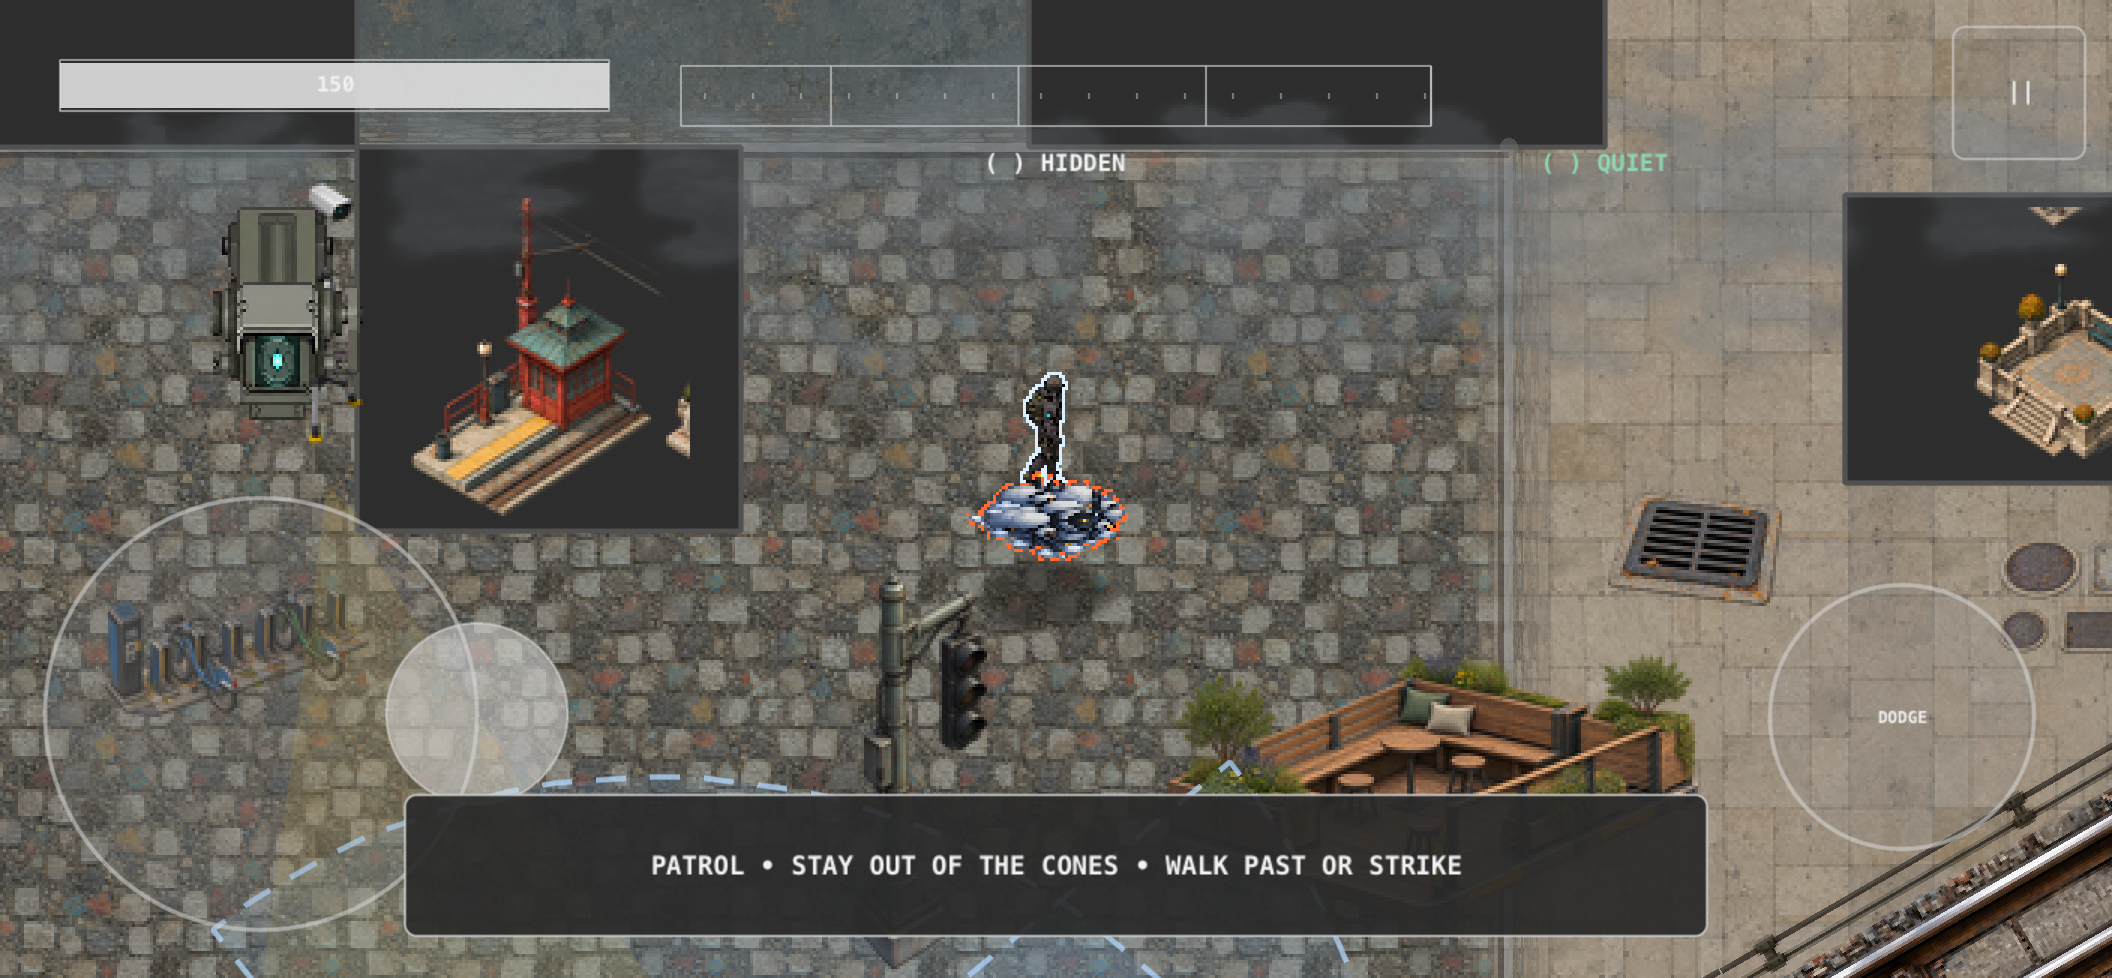 150
( ) HIDDEN
( ) QUIET
DODGE
PATROL • STAY OUT OF THE CONES • WALK PAST OR STRIKE